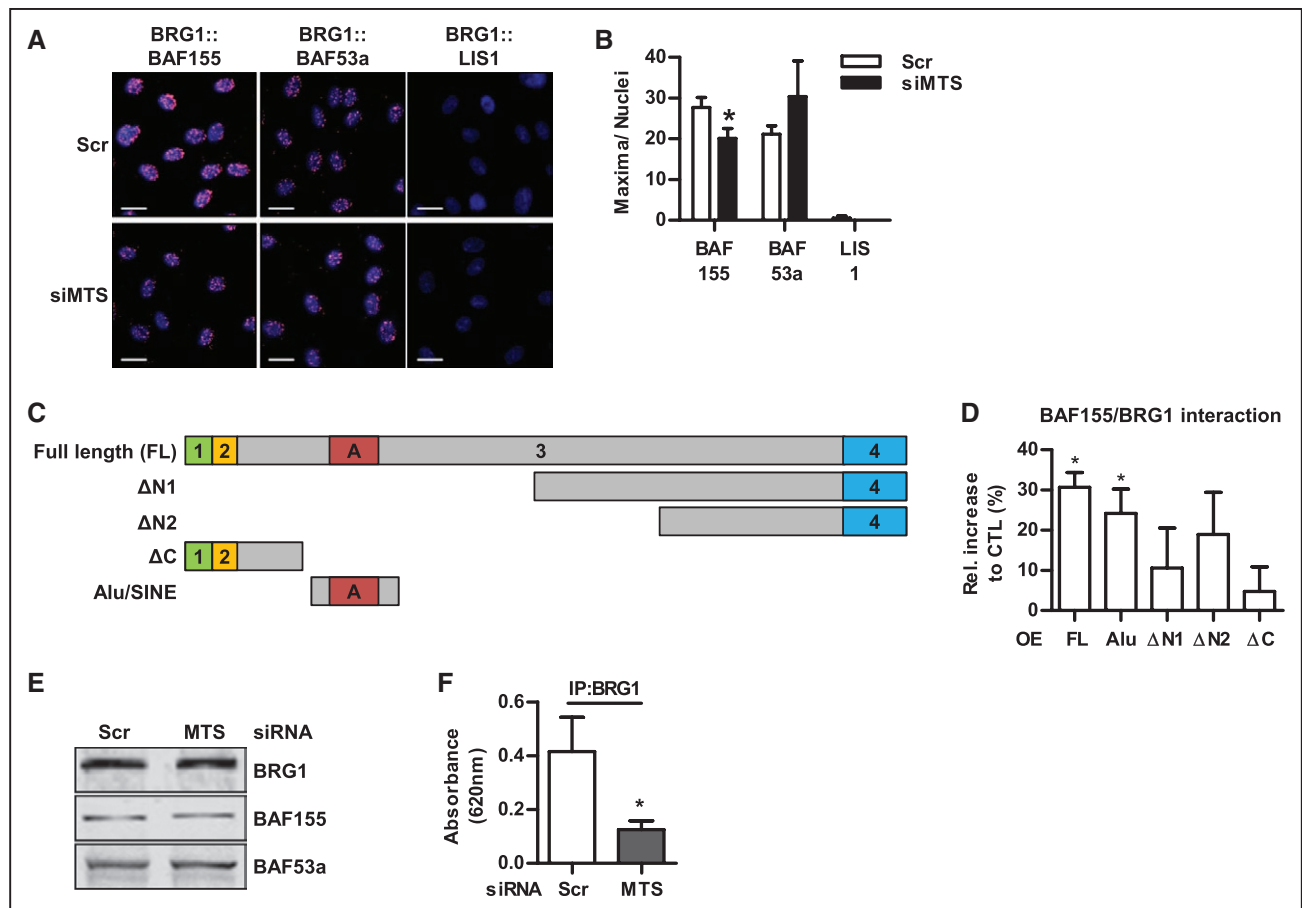 A
BRG1::
BAF155
BRG1::
BAF53a
BRG1::
LIS1
Scr
siMTS
B
Maxima/ Nuclei
40
30
20
10
0
*
Scr
siMTS
BAF
155
BAF
53a
LIS
1
C
Full length (FL)
1 2 A 3 4
ΔN1
4
ΔN2
4
ΔC
1 2
Alu/SINE
A
D
BAF155/BRG1 interaction
Rel. increase
to CTL (%)
40
30
20
10
0
* *
OE FL Alu ΔN1 ΔN2 ΔC
E
Scr MTS siRNA
BRG1
BAF155
BAF53a
F
IP:BRG1
Absorbance
(620nm)
0.6
0.4
0.2
0.0
*
siRNA Scr MTS